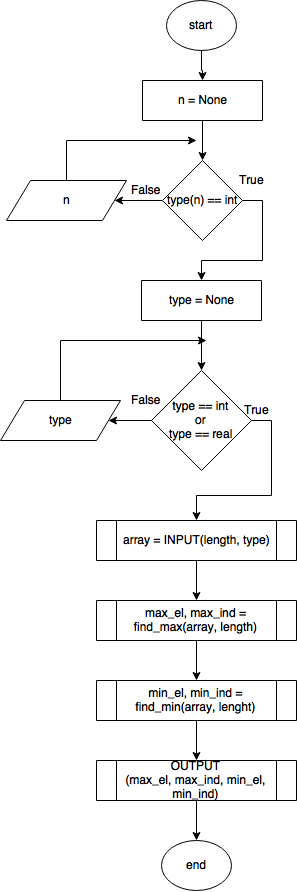 start
n = None
False
True
type(n) == int
n
type = None
False
True
type == int
or
type == real
type
array = INPUT(length, type)
max_el, max_ind =
find_max(array, length)
min_el, min_ind =
find_min(array, lenght)
OUTPUT
(max_el, max_ind, min_el,
min_ind)
end